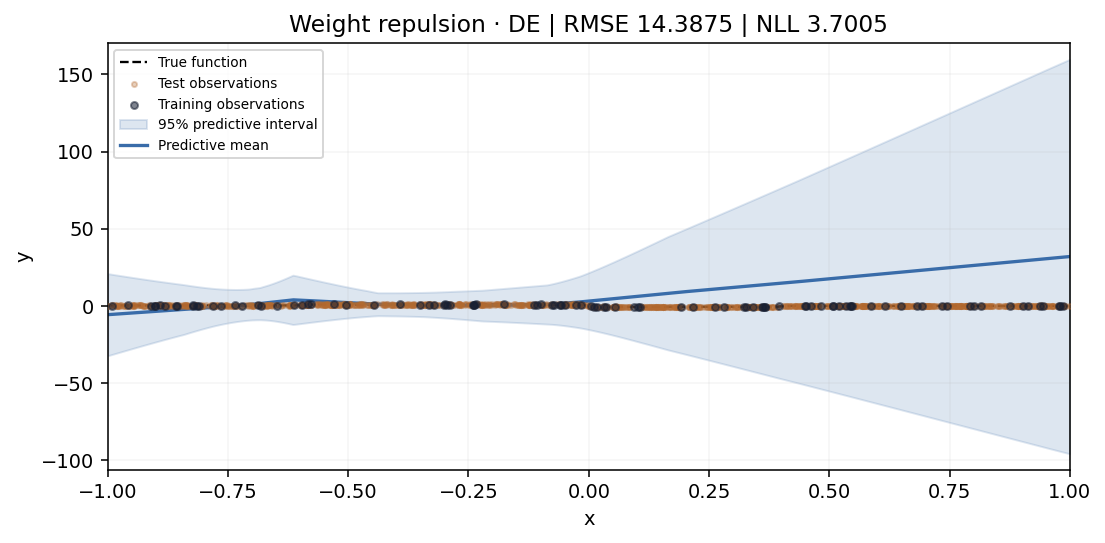 Weight repulsion · DE | RMSE 14.3875 | NLL 3.7005
True function
Test observations
Training observations
95% predictive interval
Predictive mean
150
100
50
0
−50
−100
y
−1.00 −0.75 −0.50 −0.25 0.00 0.25 0.50 0.75 1.00
x